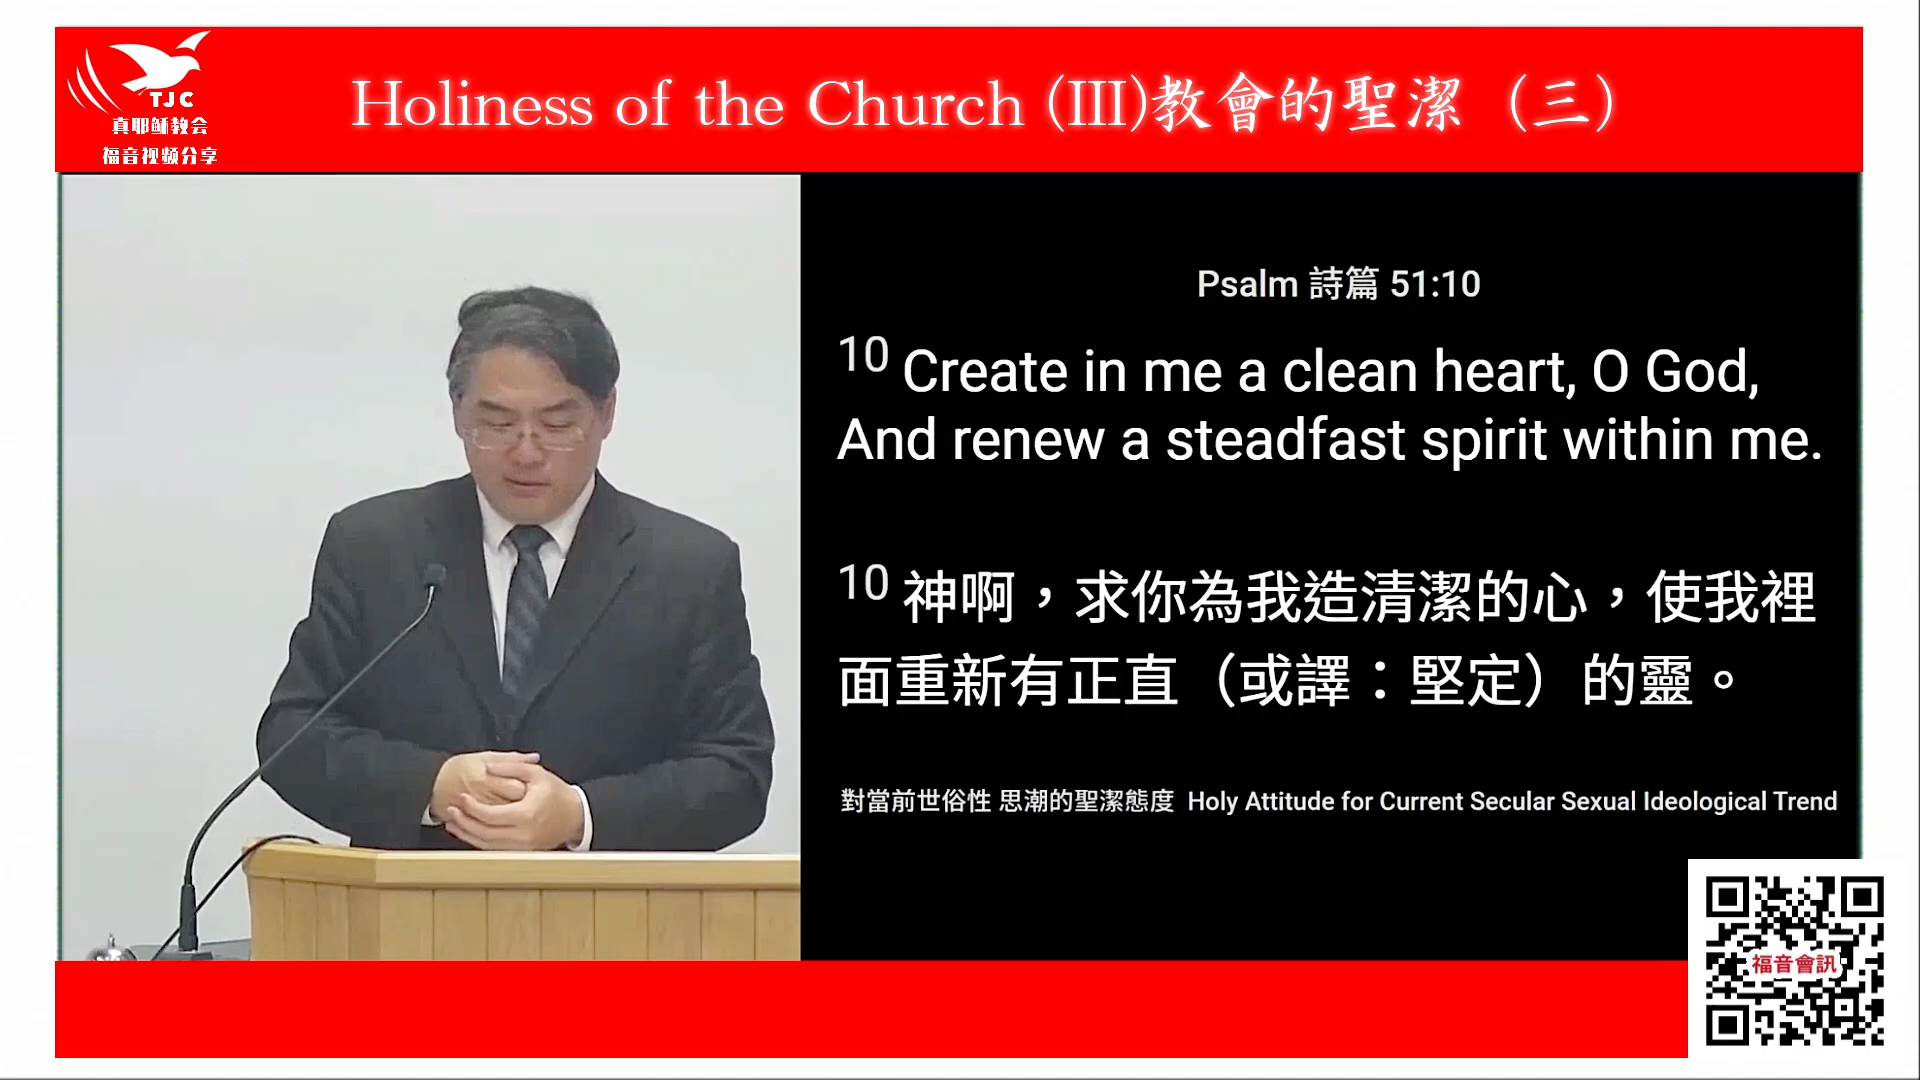 TJC
真耶稣教会
福音视频分享
Holiness of the Church (III)教會的聖潔（三）
Psalm 詩篇 51:10
10 Create in me a clean heart, O God,
And renew a steadfast spirit within me.
10 神啊，求你為我造清潔的心，使我裡
面重新有正直（或譯：堅定）的靈。
對當前世俗性 思潮的聖潔態度 Holy Attitude for Current Secular Sexual Ideological Trend
福音會訊